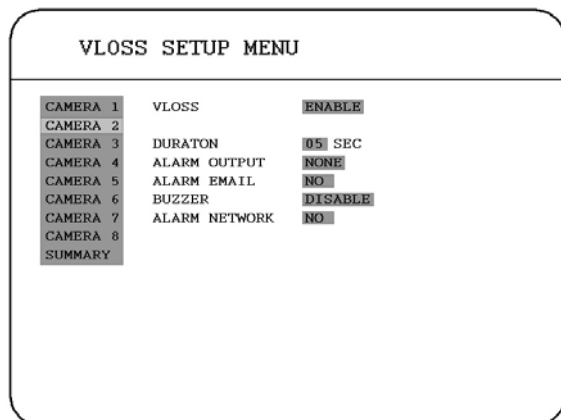 VLOSS SETUP MENU
CAMERA 1 VLOSS ENABLE
CAMERA 2
CAMERA 3 DURATON 05 SEC
CAMERA 4 ALARM OUTPUT NONE
CAMERA 5 ALARM EMAIL NO
CAMERA 6 BUZZER DISABLE
CAMERA 7 ALARM NETWORK NO
CAMERA 8
SUMMARY